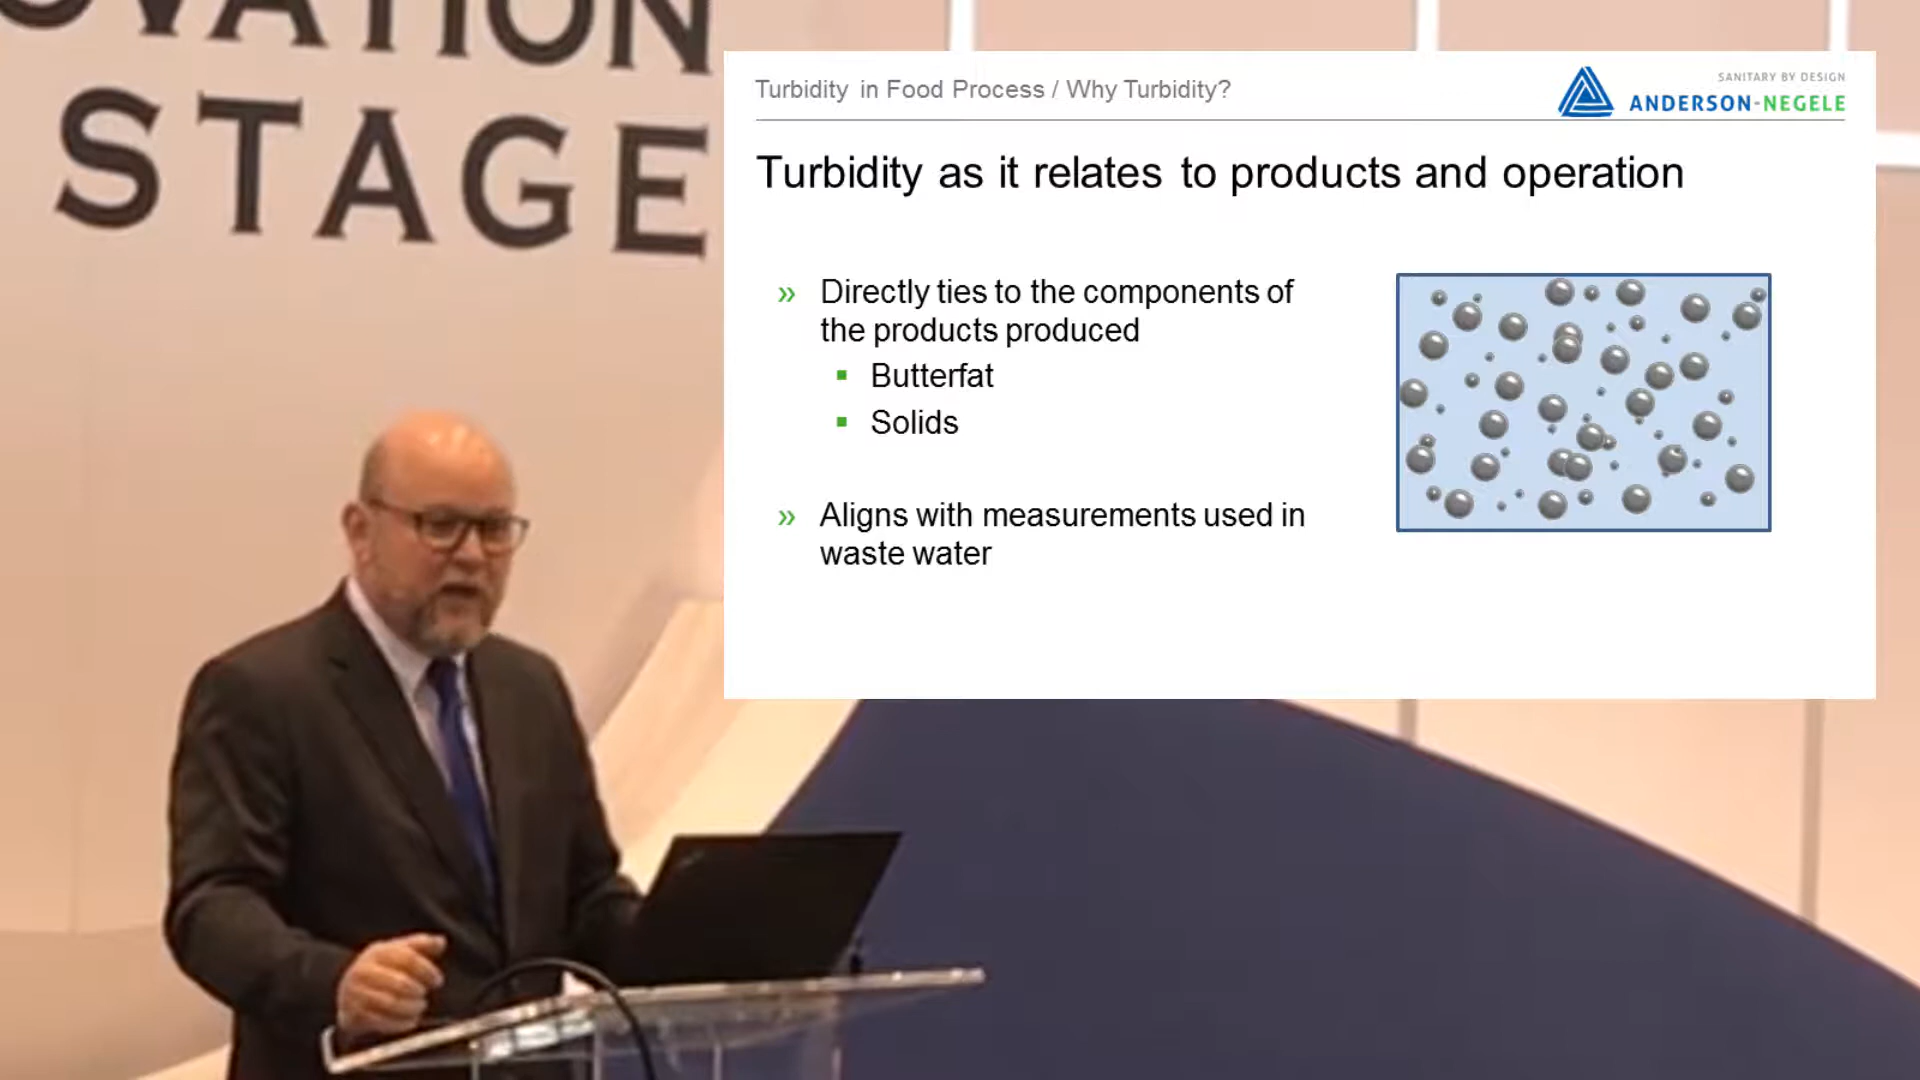 OVATION
STAGE
Turbidity in Food Process / Why Turbidity?
SANITARY BY DESIGN
ANDERSON-NEGELE
Turbidity as it relates to products and operation
» Directly ties to the components of
the products produced
▪ Butterfat
▪ Solids
» Aligns with measurements used in
waste water